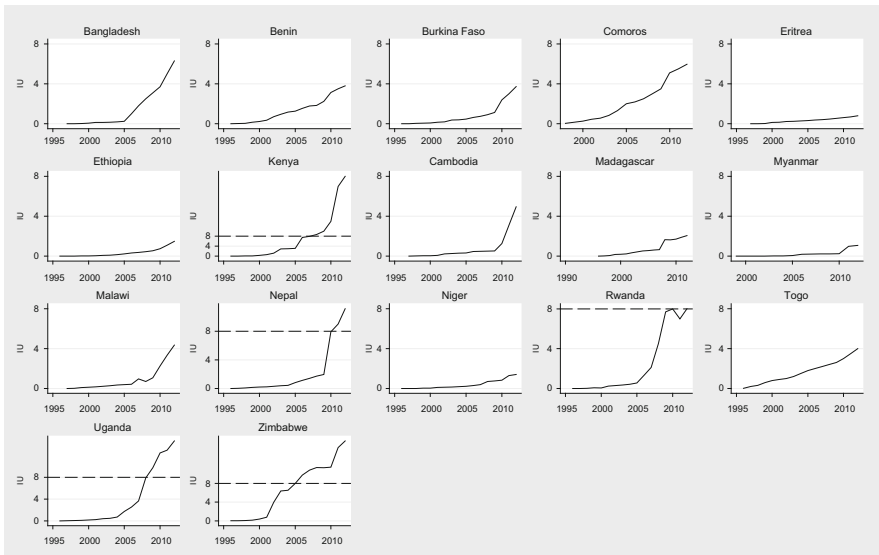 Bangladesh Benin Burkina Faso Comoros Eritrea
IU 8 4 0 8 4 0 8 4 0 8 4 0 8 4 0
1995 2000 2005 2010 1995 2000 2005 2010 1995 2000 2005 2010 2000 2005 2010 1995 2000 2005 2010
Ethiopia Kenya Cambodia Madagascar Myanmar
IU 8 4 0 IU 8 4 0 IU 8 4 0 IU 8 4 0 IU 8 4 0
1995 2000 2005 2010 1995 2000 2005 2010 1995 2000 2005 2010 1990 1995 2000 2005 2010 2000 2005 2010
Malawi Nepal Niger Rwanda Togo
IU 8 4 0 IU 8 4 0 IU 8 4 0 IU 8 4 0 IU 8 4 0
1995 2000 2005 2010 1995 2000 2005 2010 1995 2000 2005 2010 1995 2000 2005 2010 1995 2000 2005 2010
Uganda Zimbabwe
IU 8 4 0 IU 8 4 0
1995 2000 2005 2010 1995 2000 2005 2010